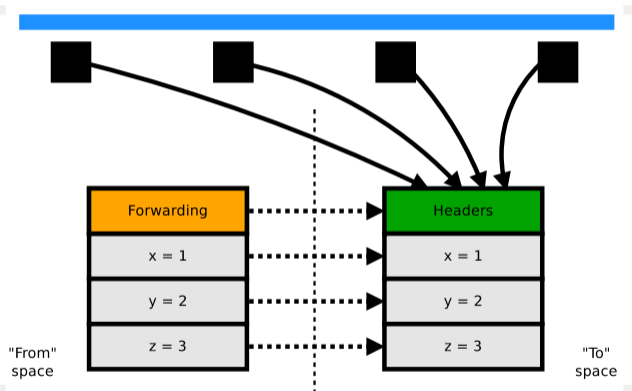 Forwarding
Headers
x = 1
x = 1
y = 2
y = 2
z = 3
z = 3
"From"
space
"To"
space